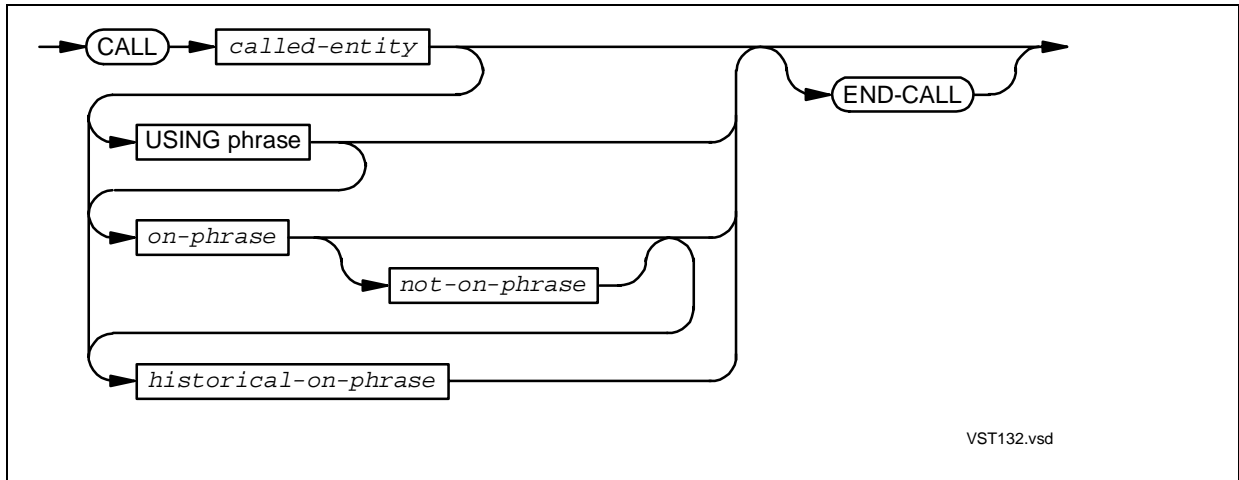 CALL called-entity
END-CALL
USING phrase
on-phrase
not-on-phrase
historical-on-phrase
VST132.vsd